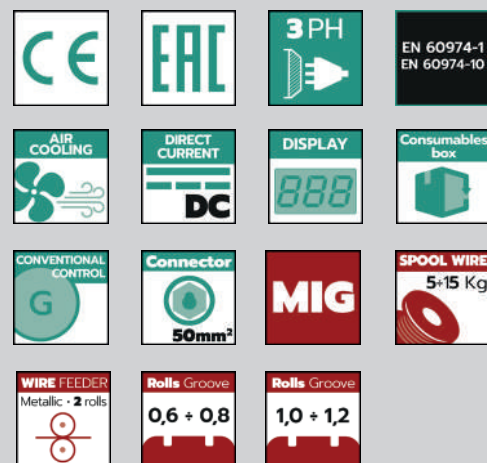 CE
EAC
3 PH
EN 60974-1
EN 60974-10
AIR
COOLING
DIRECT
CURRENT
DC
DISPLAY
888
Consumables
box
CONVENTIONAL
CONTROL
G
Connector
50mm²
MIG
SPOOL WIRE
5÷15 Kg
WIRE FEEDER
Metallic • 2 rolls
Rolls Groove
0,6 ÷ 0,8
Rolls Groove
1,0 ÷ 1,2